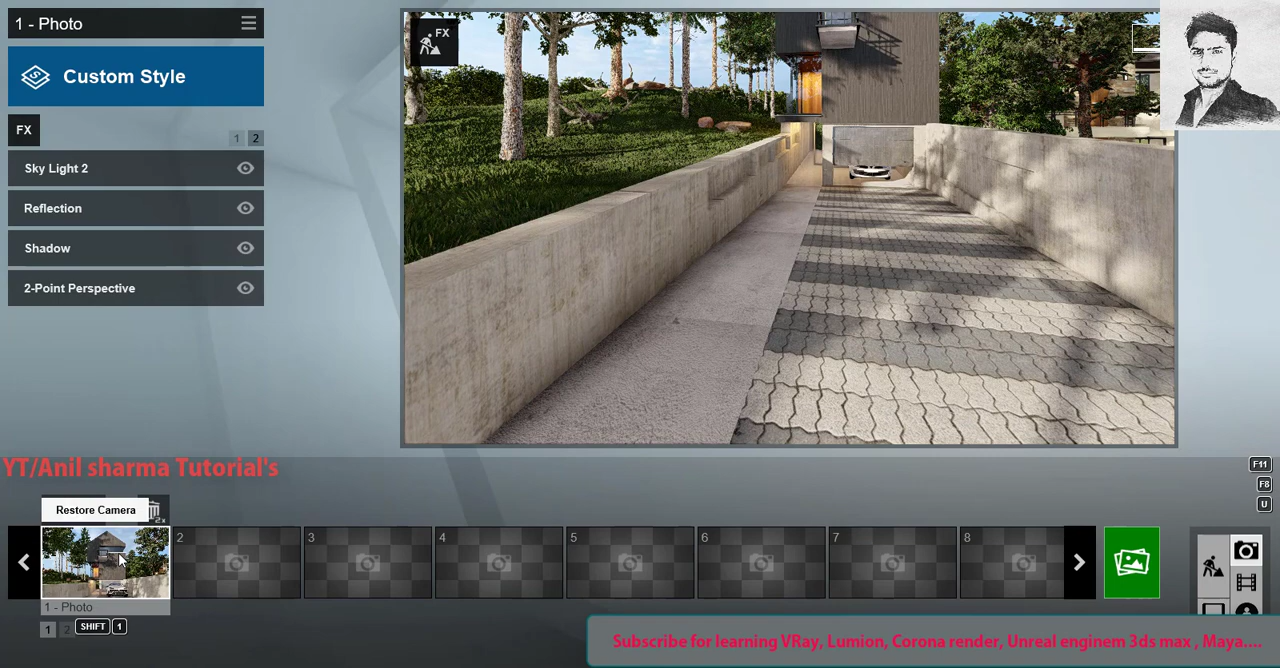 1 - Photo
Custom Style
FX
1 2
Sky Light 2
Reflection
Shadow
2-Point Perspective
FX
YT/Anil sharma Tutorial's
F11
F8
U
Restore Camera
2x
2 3 4 5 6 7 8
1 - Photo
1 2 SHIFT 1
Subscribe for learning VRay, Lumion, Corona render, Unreal enginem 3ds max , Maya....